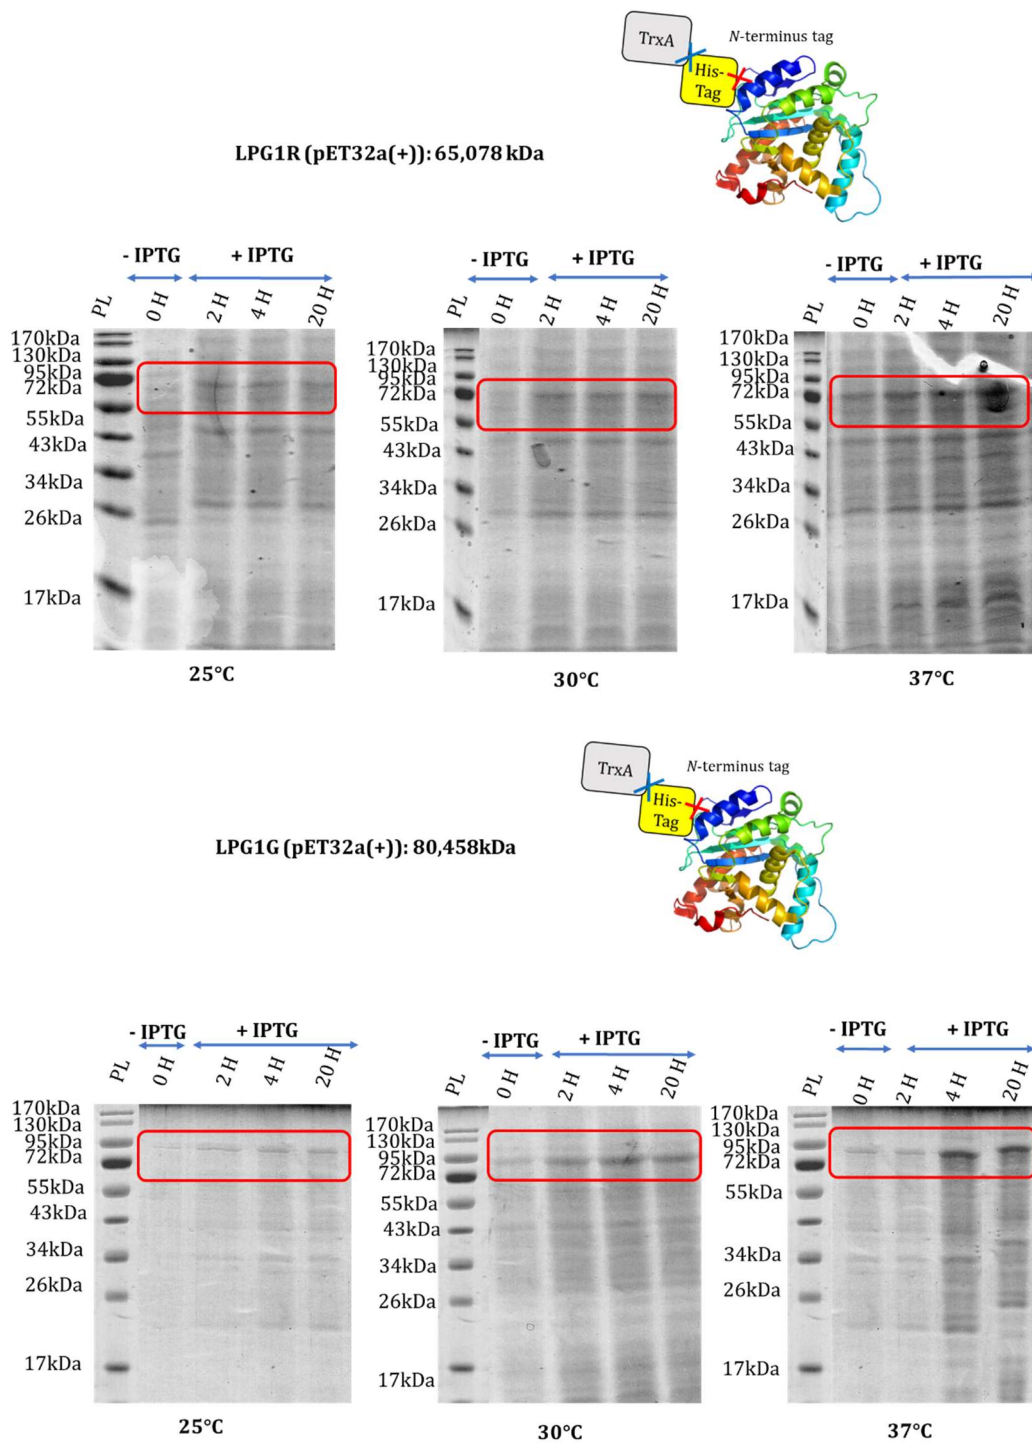 TrxA
N-terminus tag
His-
Tag
LPG1R (pET32a(+)): 65,078 kDa
- IPTG + IPTG
PL 0 H 2 H 4 H 20 H
170kDa
130kDa
95kDa
72kDa
55kDa
43kDa
34kDa
26kDa
17kDa
25°C
- IPTG + IPTG
PL 0 H 2 H 4 H 20 H
170kDa
130kDa
95kDa
72kDa
55kDa
43kDa
34kDa
26kDa
17kDa
30°C
- IPTG + IPTG
PL 0 H 2 H 4 H 20 H
170kDa
130kDa
95kDa
72kDa
55kDa
43kDa
34kDa
26kDa
17kDa
37°C
TrxA
N-terminus tag
His-
Tag
LPG1G (pET32a(+)): 80,458kDa
- IPTG + IPTG
PL 0 H 2 H 4 H 20 H
170kDa
130kDa
95kDa
72kDa
55kDa
43kDa
34kDa
26kDa
17kDa
25°C
- IPTG + IPTG
PL 0 H 2 H 4 H 20 H
170kDa
130kDa
95kDa
72kDa
55kDa
43kDa
34kDa
26kDa
17kDa
30°C
- IPTG + IPTG
PL 0 H 2 H 4 H 20 H
170kDa
130kDa
95kDa
72kDa
55kDa
34kDa
26kDa
17kDa
37°C